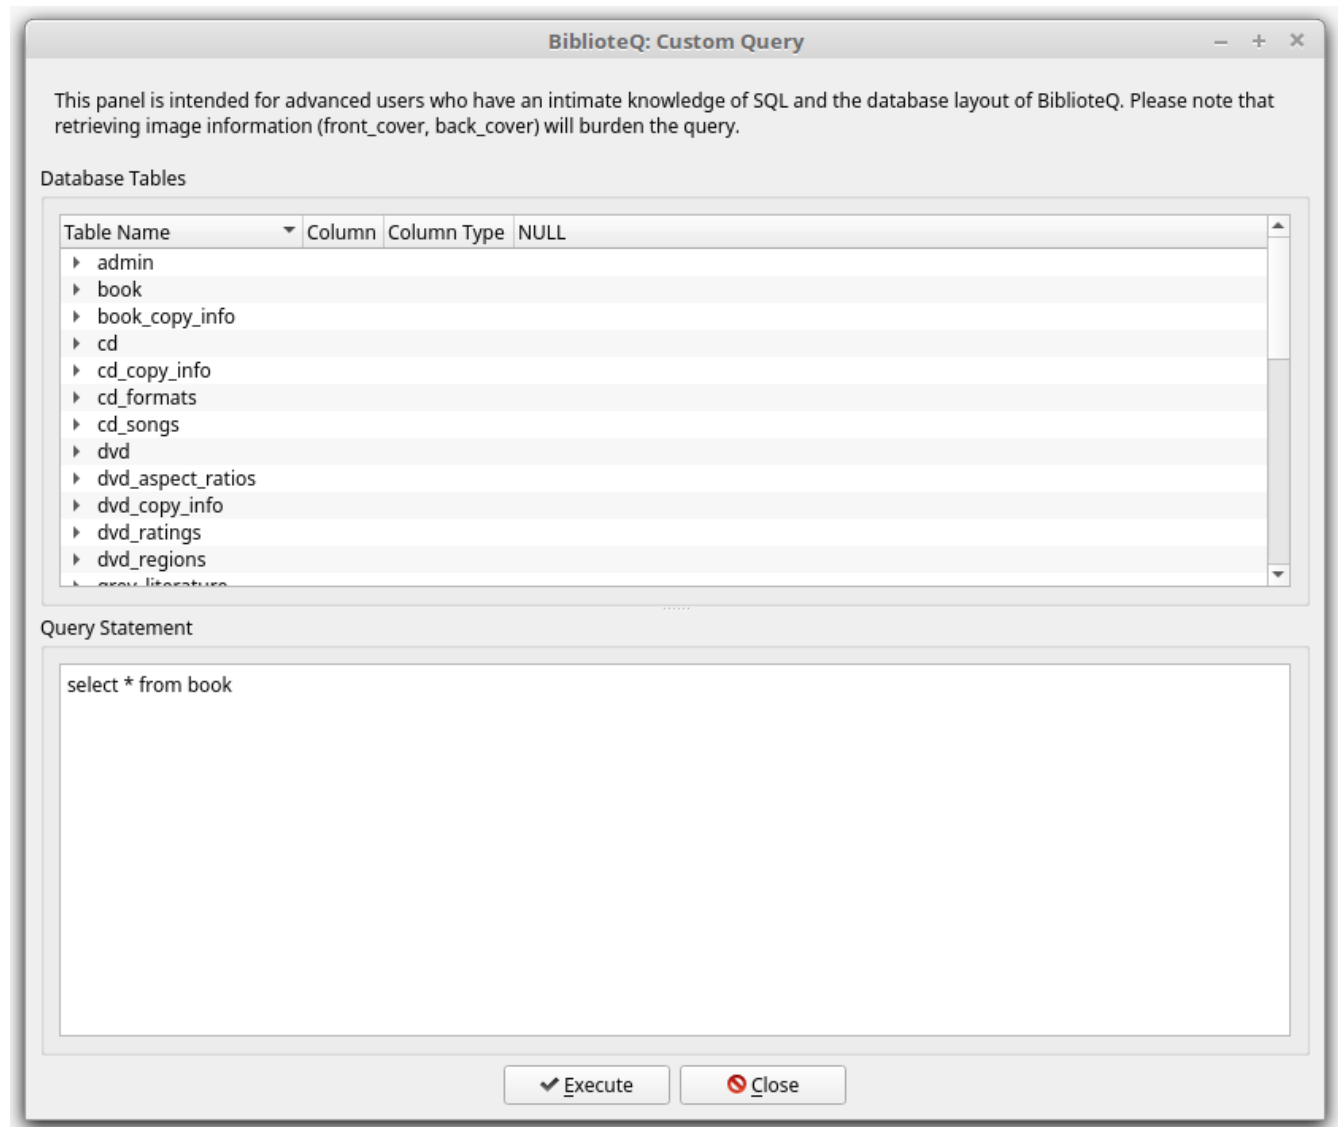 BiblioteQ: Custom Query
This panel is intended for advanced users who have an intimate knowledge of SQL and the database layout of BiblioteQ. Please note that
retrieving image information (front_cover, back_cover) will burden the query.
Database Tables
Table Name Column Column Type NULL
admin
book
book_copy_info
cd
cd_copy_info
cd_formats
cd_songs
dvd
dvd_aspect_ratios
dvd_copy_info
dvd_ratings
dvd_regions
grey_literature
Query Statement
select * from book
Execute Close